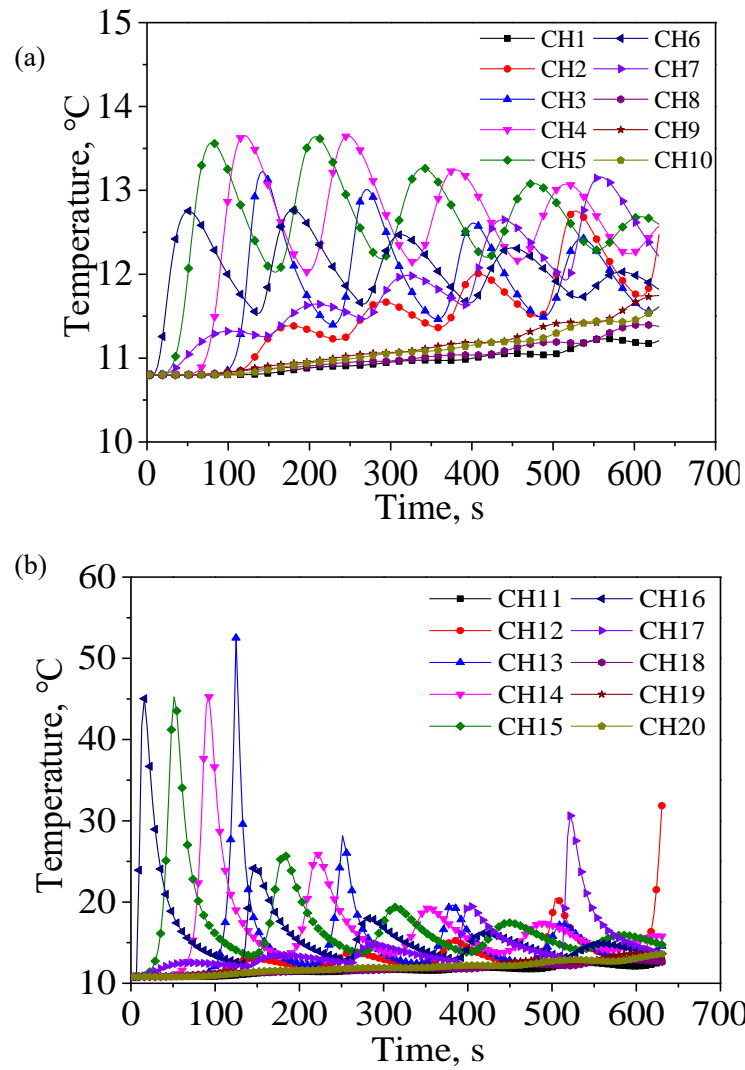 (a)
15
14
13
12
11
10
Temperature, °C
CH1 CH6
CH2 CH7
CH3 CH8
CH4 CH9
CH5 CH10
0 100 200 300 400 500 600 700
Time, s
(b)
60
50
40
30
20
10
Temperature, °C
CH11 CH16
CH12 CH17
CH13 CH18
CH14 CH19
CH15 CH20
0 100 200 300 400 500 600 700
Time, s